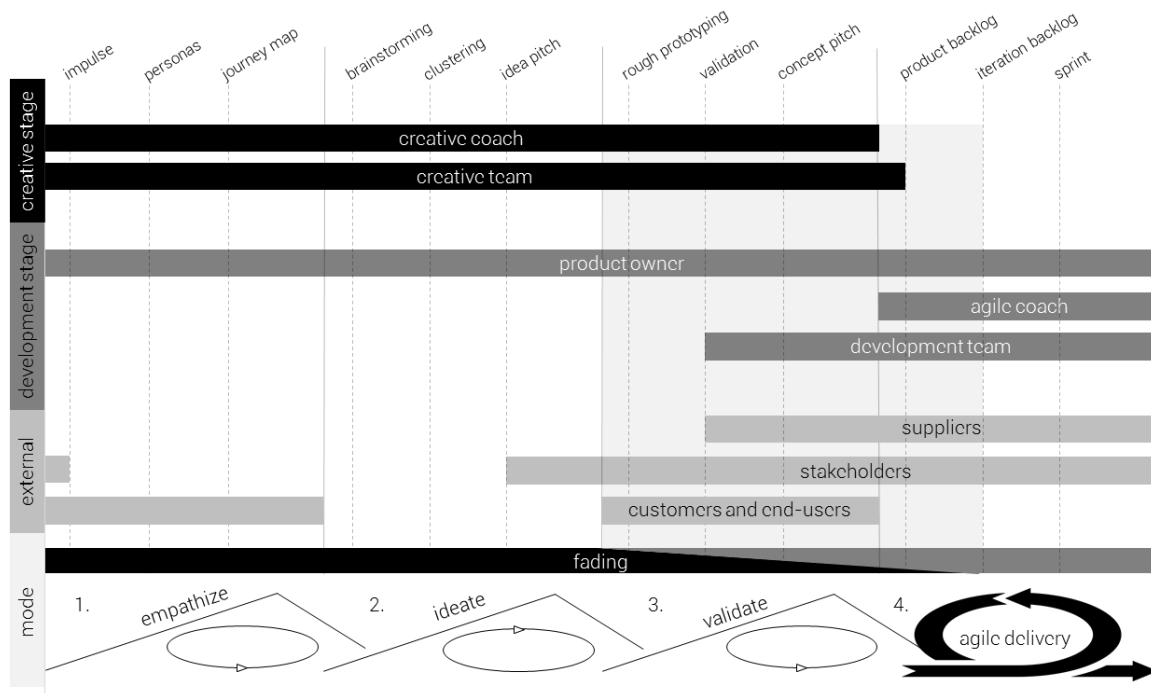 impulse
personas
journey map
brainstorming
clustering
idea pitch
rough prototyping
validation
concept pitch
product backlog
iteration backlog
sprint
creative stage
creative coach
creative team
development stage
product owner
agile coach
development team
external
suppliers
stakeholders
customers and end-users
mode
fading
1.
empathize
2.
ideate
3.
validate
4.
agile delivery